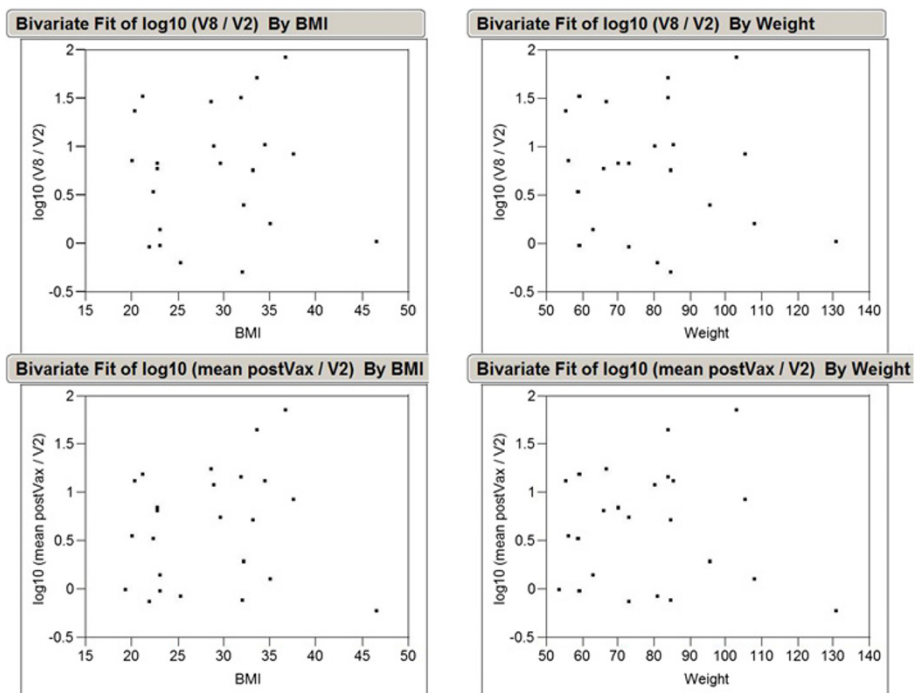 Bivariate Fit of log10 (V8 / V2) By BMI
log10 (V8 / V2)
2
1.5
1
0.5
0
-0.5
15 20 25 30 35 40 45 50
BMI
Bivariate Fit of log10 (V8 / V2) By Weight
log10 (V8 / V2)
2
1.5
1
0.5
0
-0.5
50 60 70 80 90 100 110 120 130 140
Weight
Bivariate Fit of log10 (mean postVax / V2) By BMI
log10 (mean postVax / V2)
2
1.5
1
0.5
0
-0.5
15 20 25 30 35 40 45 50
BMI
Bivariate Fit of log10 (mean postVax / V2) By Weight
log10 (mean postVax / V2)
2
1.5
1
0.5
0
-0.5
50 60 70 80 90 100 110 120 130 140
Weight